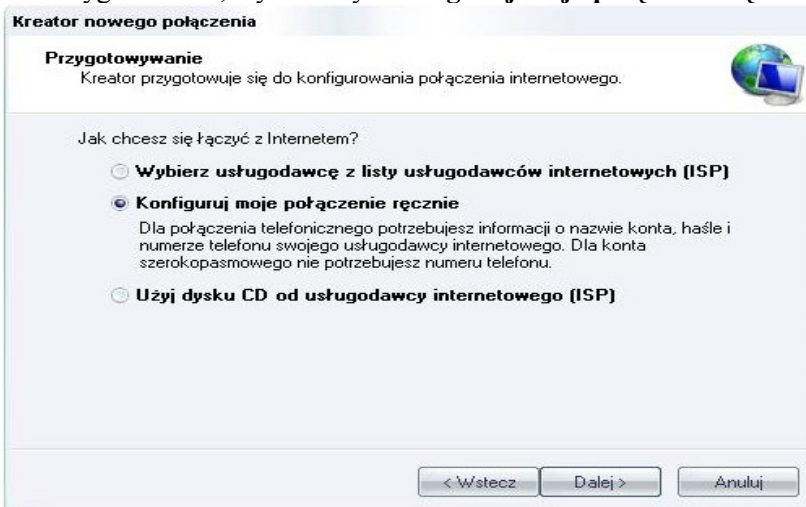 Kreator nowego połączenia
Przygotowywanie
Kreator przygotowuje się do konfigurowania połączenia internetowego.
Jak chcesz się łączyć z Internetem?
Wybierz usługodawcę z listy usługodawców internetowych (ISP)
Konfiguruj moje połączenie ręcznie
Dla połączenia telefonicznego potrzebujesz informacji o nazwie konta, haśle i
numerze telefonu swojego usługodawcy internetowego. Dla konta
szerokopasmowego nie potrzebujesz numeru telefonu.
Użyj dysku CD od usługodawcy internetowego (ISP)
< Wstecz Dalej > Anuluj